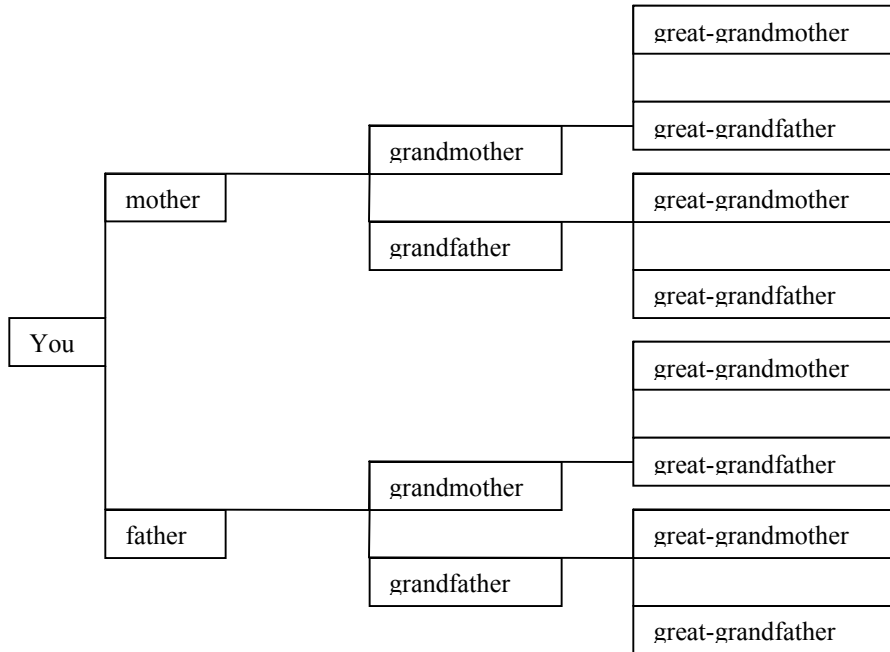 great-grandmother
great-grandfather
grandmother
mother
great-grandmother
grandfather
great-grandfather
You
great-grandmother
great-grandfather
grandmother
father
great-grandmother
grandfather
great-grandfather